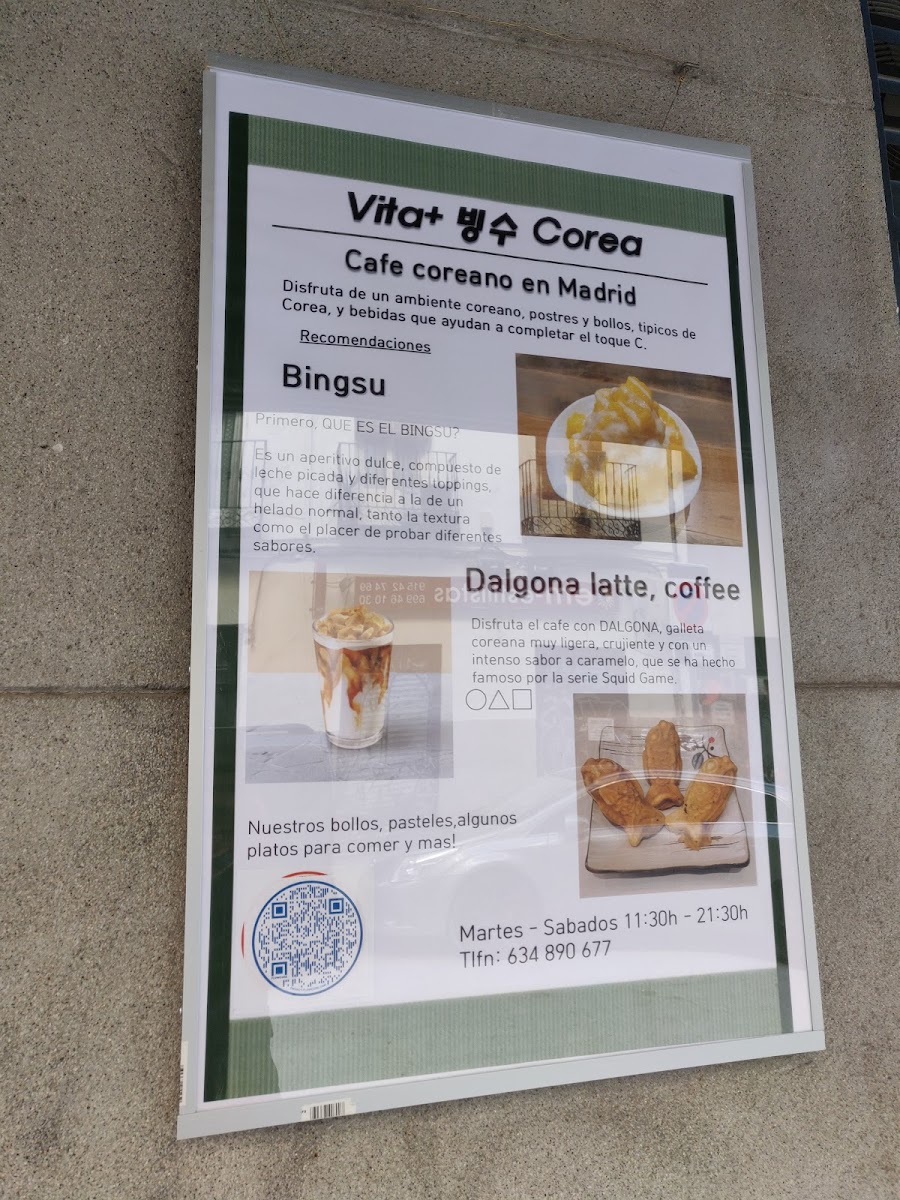 Vita+ 빙수 Corea
Cafe coreano en Madrid
Disfruta de un ambiente coreano, postres y bollos, tipicos de
Corea, y bebidas que ayudan a completar el toque C.
Recomendaciones
Bingsu
Primero, QUE ES EL BINGSU?
Es un aperitivo dulce, compuesto de
leche picada y diferentes toppings,
que hace diferencia a la de un
helado normal, tanto la textura
como el placer de probar diferentes
sabores.
Dalgona latte, coffee
Disfruta el cafe con DALGONA, galleta
coreana muy ligera, crujiente y con un
intenso sabor a caramelo, que se ha hecho
famoso por la serie Squid Game.
○△□
Nuestros bollos, pasteles,algunos
platos para comer y mas!
Martes - Sabados 11:30h - 21:30h
Tlfn: 634 890 677